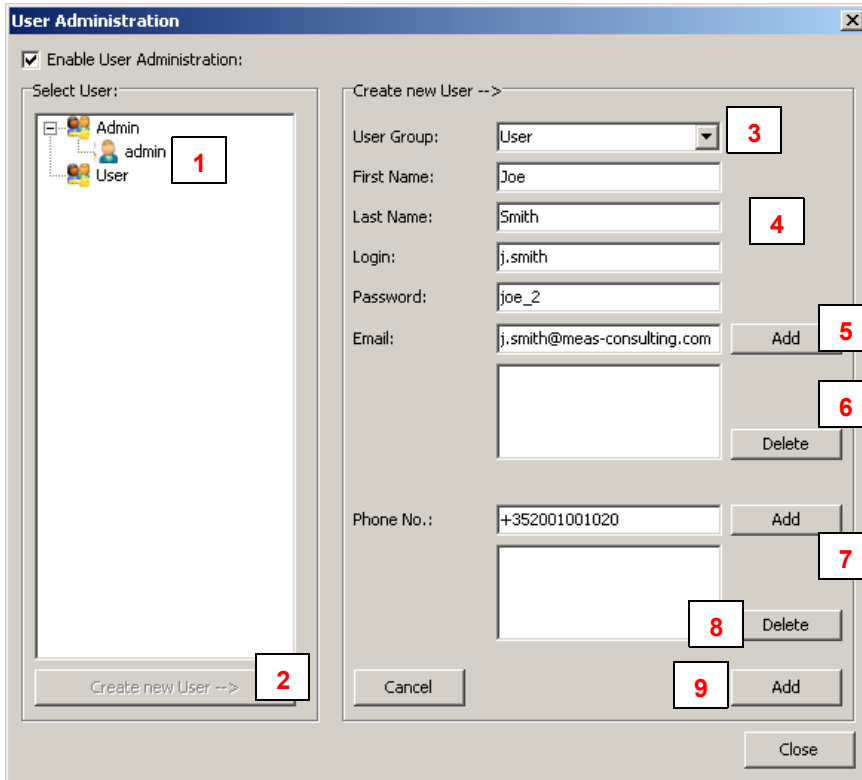 User Administration
Enable User Administration:
Select User:
Admin
admin
1
User
Create new User -->
2
Create new User -->
User Group:
User
3
First Name:
Joe
Last Name:
Smith
4
Login:
j.smith
Password:
joe_2
Email:
j.smith@meas-consulting.com
Add
5
6
Delete
Phone No.:
+352001001020
Add
7
8
Delete
Cancel
9
Add
Close